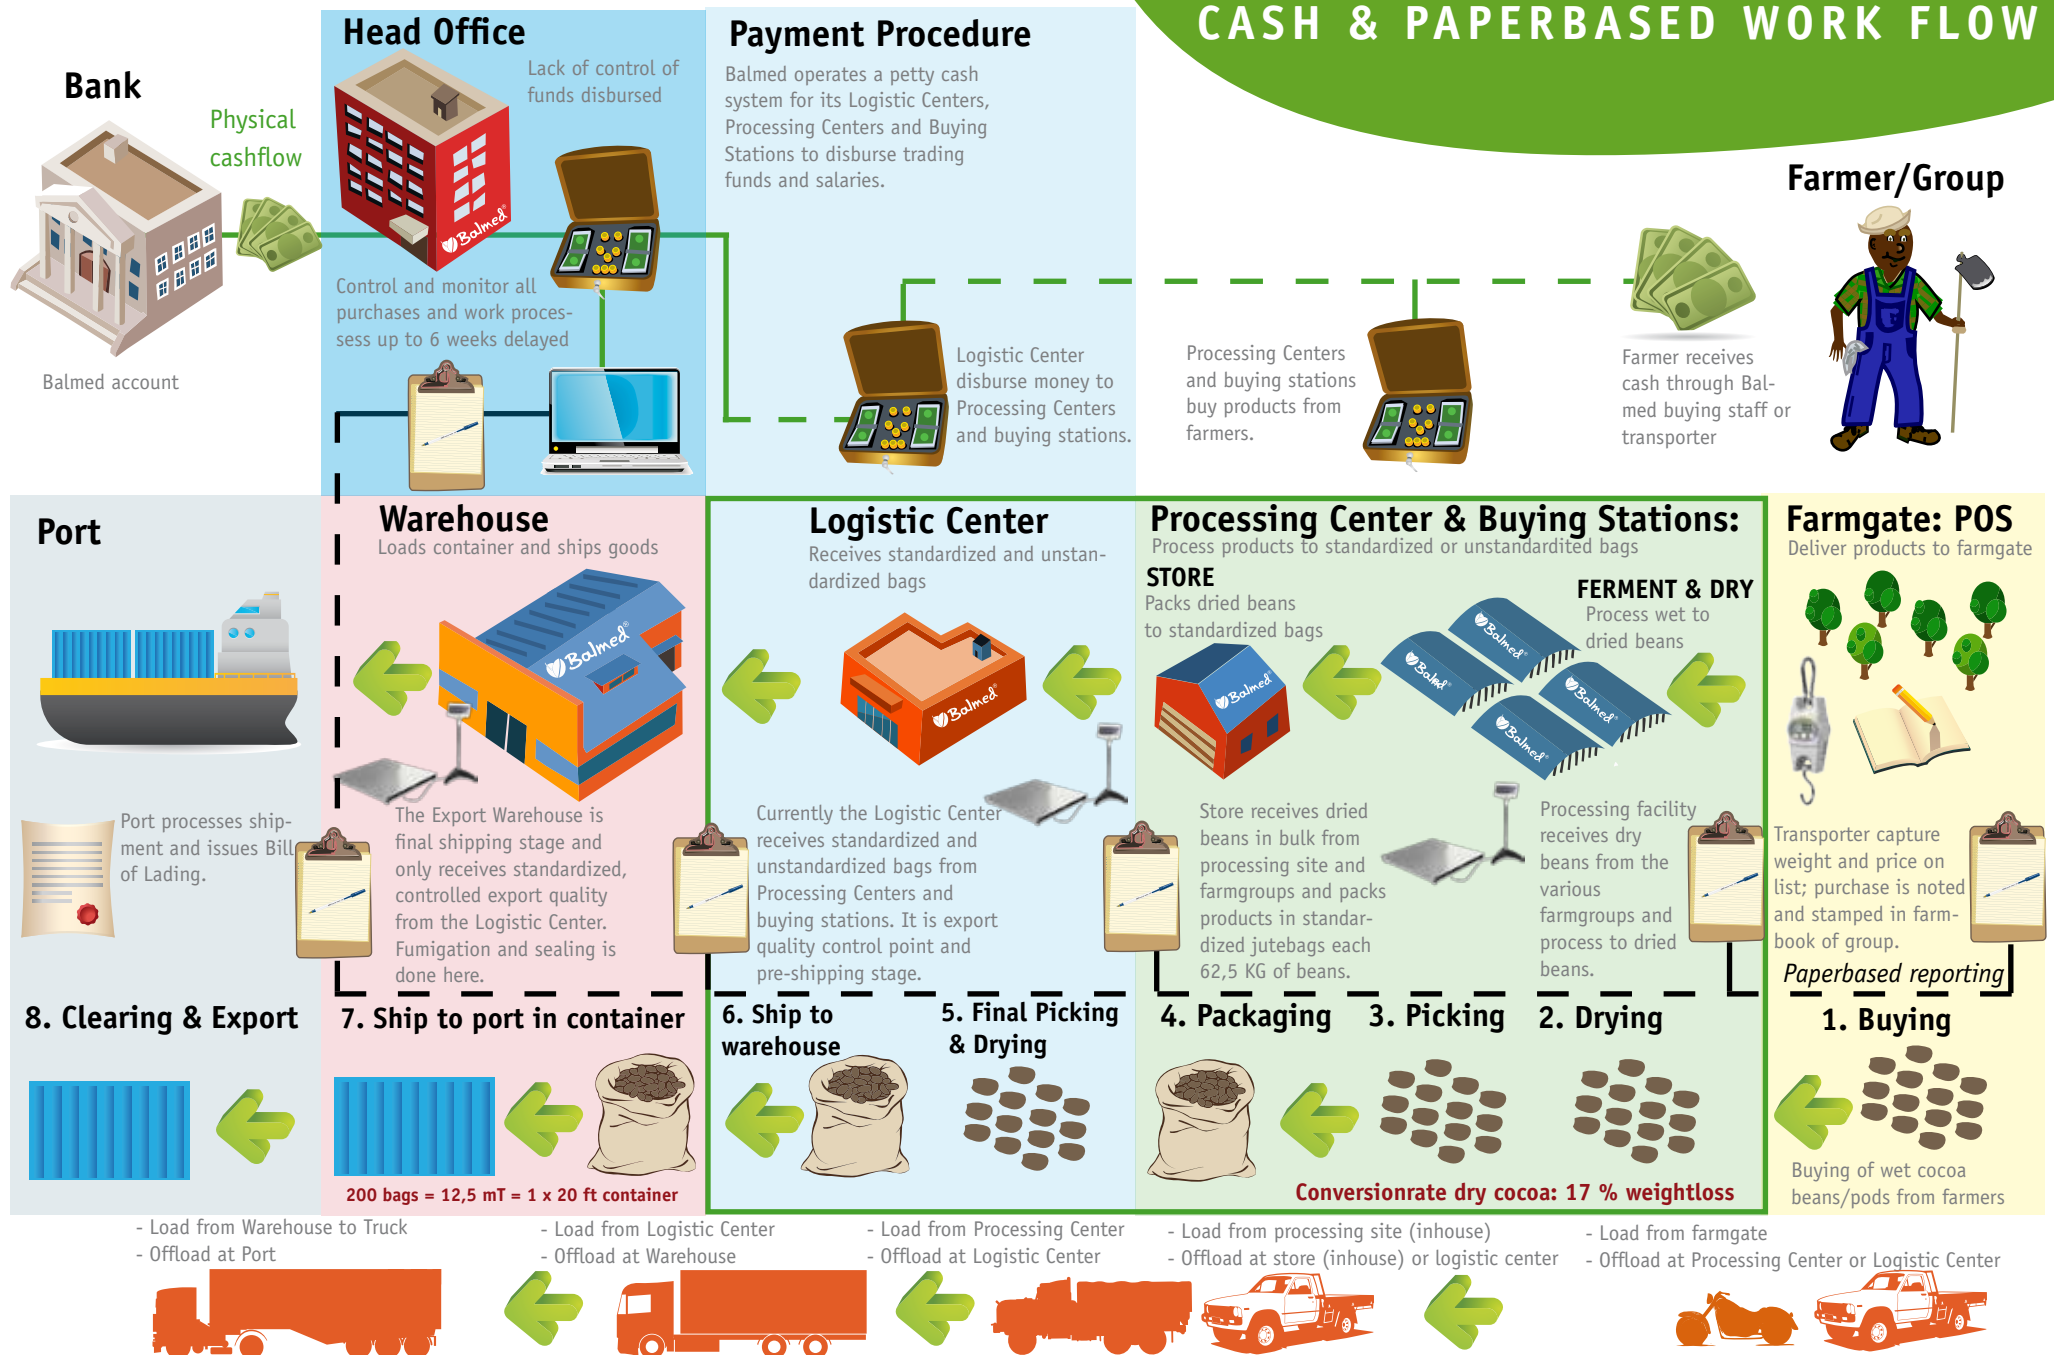 CASH & PAPERBASED WORK FLOW
Bank
Physical
cashflow
Balmed account
Head Office
Lack of control of
funds disbursed
Balmed®
Control and monitor all
purchases and work proces-
sess up to 6 weeks delayed
Payment Procedure
Balmed operates a petty cash
system for its Logistic Centers,
Processing Centers and Buying
Stations to disburse trading
funds and salaries.
Logistic Center
disburse money to
Processing Centers
and buying stations.
Processing Centers
and buying stations
buy products from
farmers.
Farmer/Group
Farmer receives
cash through Bal-
med buying staff or
transporter
Port
Port processes ship-
ment and issues Bill
of Lading.
8. Clearing & Export
Warehouse
Loads container and ships goods
Balmed®
The Export Warehouse is
final shipping stage and
only receives standardized,
controlled export quality
from the Logistic Center.
Fumigation and sealing is
done here.
7. Ship to port in container
200 bags = 12,5 mT = 1 x 20 ft container
Logistic Center
Receives standardized and unstan-
dardized bags
Balmed®
Currently the Logistic Center
receives standardized and
unstandardized bags from
Processing Centers and
buying stations. It is export
quality control point and
pre-shipping stage.
6. Ship to
warehouse
5. Final Picking
& Drying
Processing Center & Buying Stations:
Process products to standardized or unstandardited bags
STORE
Packs dried beans
to standardized bags
Balmed®
FERMENT & DRY
Process wet to
dried beans
Balmed®
Balmed
Balmed®
Balmed®
Store receives dried
beans in bulk from
processing site and
farmgroups and packs
products in standar-
dized jutebags each
62,5 KG of beans.
Processing facility
receives dry
beans from the
various
farmgroups and
process to dried
beans.
4. Packaging
3. Picking
2. Drying
Conversionrate dry cocoa: 17 % weightloss
Farmgate: POS
Deliver products to farmgate
Transporter capture
weight and price on
list; purchase is noted
and stamped in farm-
book of group.
Paperbased reporting
1. Buying
Buying of wet cocoa
beans/pods from farmers
- Load from Warehouse to Truck
- Offload at Port
- Load from Logistic Center
- Offload at Warehouse
- Load from Processing Center
- Offload at Logistic Center
- Load from processing site (inhouse)
- Offload at store (inhouse) or logistic center
- Load from farmgate
- Offload at Processing Center or Logistic Center